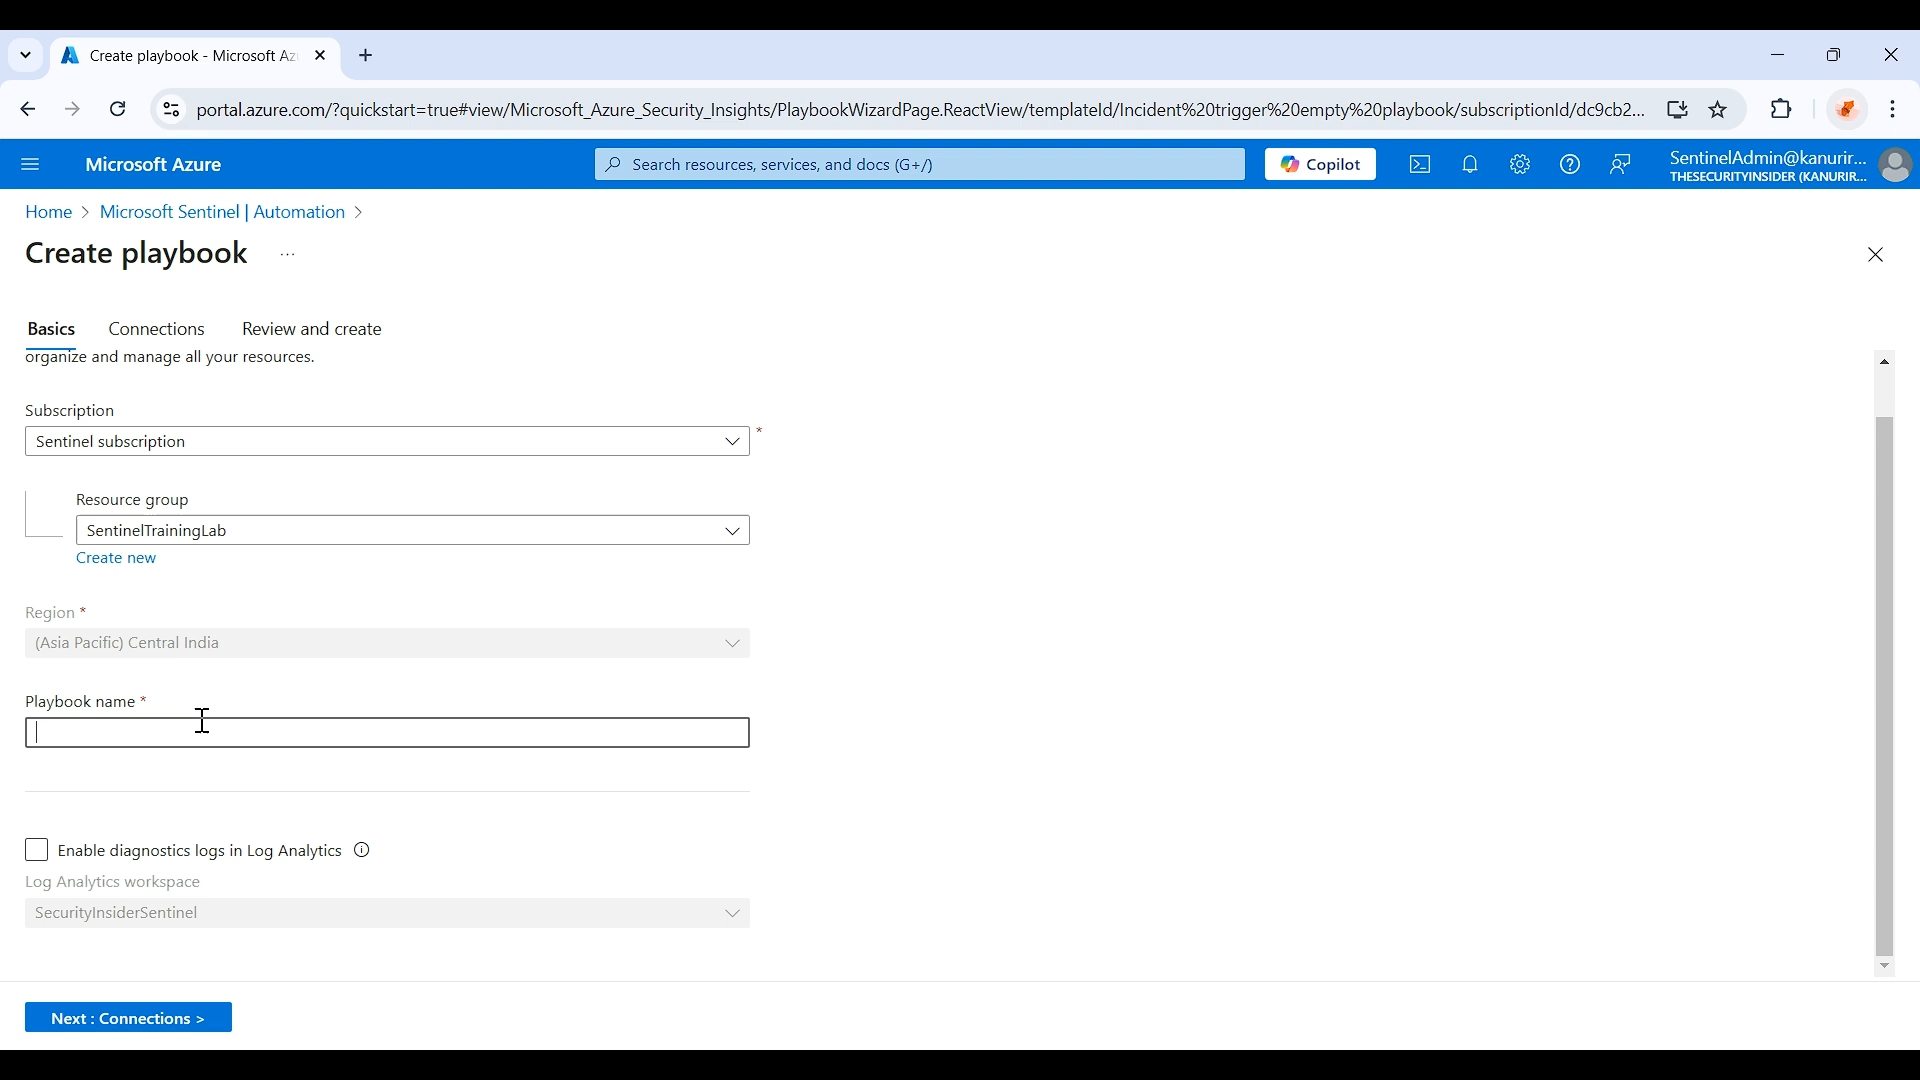 Create playbook - Microsoft Az
portal.azure.com/?quickstart=true#view/Microsoft_Azure_Security_Insights/PlaybookWizardPage.ReactView/templateId/Incident%20trigger%20empty%20playbook/subscriptionId/dc9cb2...
Microsoft Azure
Search resources, services, and docs (G+/)
Copilot
SentinelAdmin@kanurir...
THESECURITYINSIDER (KANURIR...
Home > Microsoft Sentinel | Automation >
Create playbook ...
Basics Connections Review and create
organize and manage all your resources.
Subscription
Sentinel subscription *
Resource group
SentinelTrainingLab
Create new
Region *
(Asia Pacific) Central India
Playbook name *
Enable diagnostics logs in Log Analytics
Log Analytics workspace
SecurityInsiderSentinel
Next : Connections >